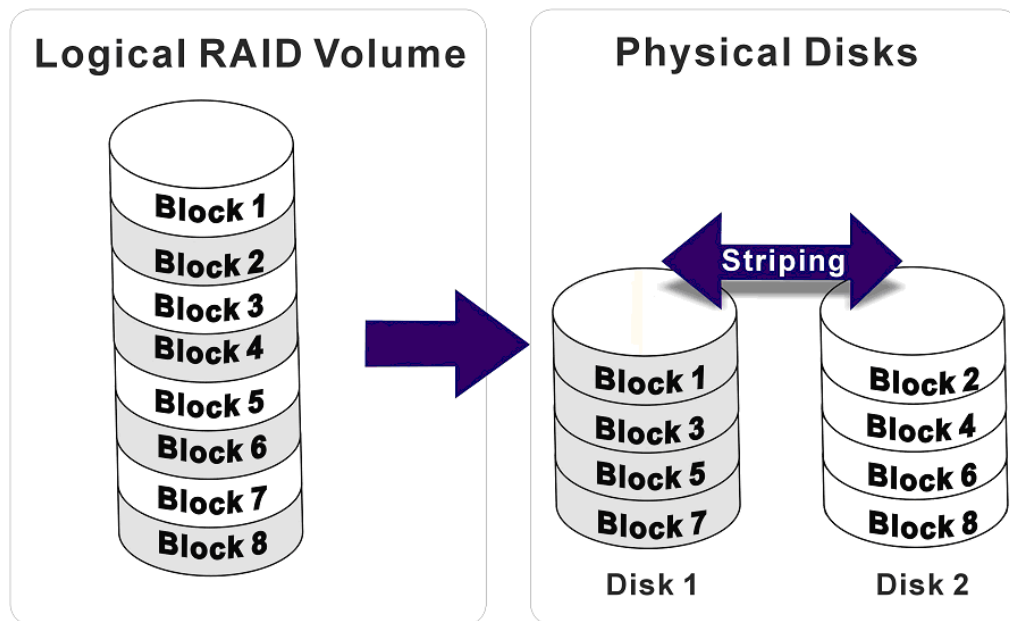 Logical RAID Volume
Block 1
Block 2
Block 3
Block 4
Block 5
Block 6
Block 7
Block 8
Physical Disks
Striping
Block 1
Block 3
Block 5
Block 7
Disk 1
Block 2
Block 4
Block 6
Block 8
Disk 2